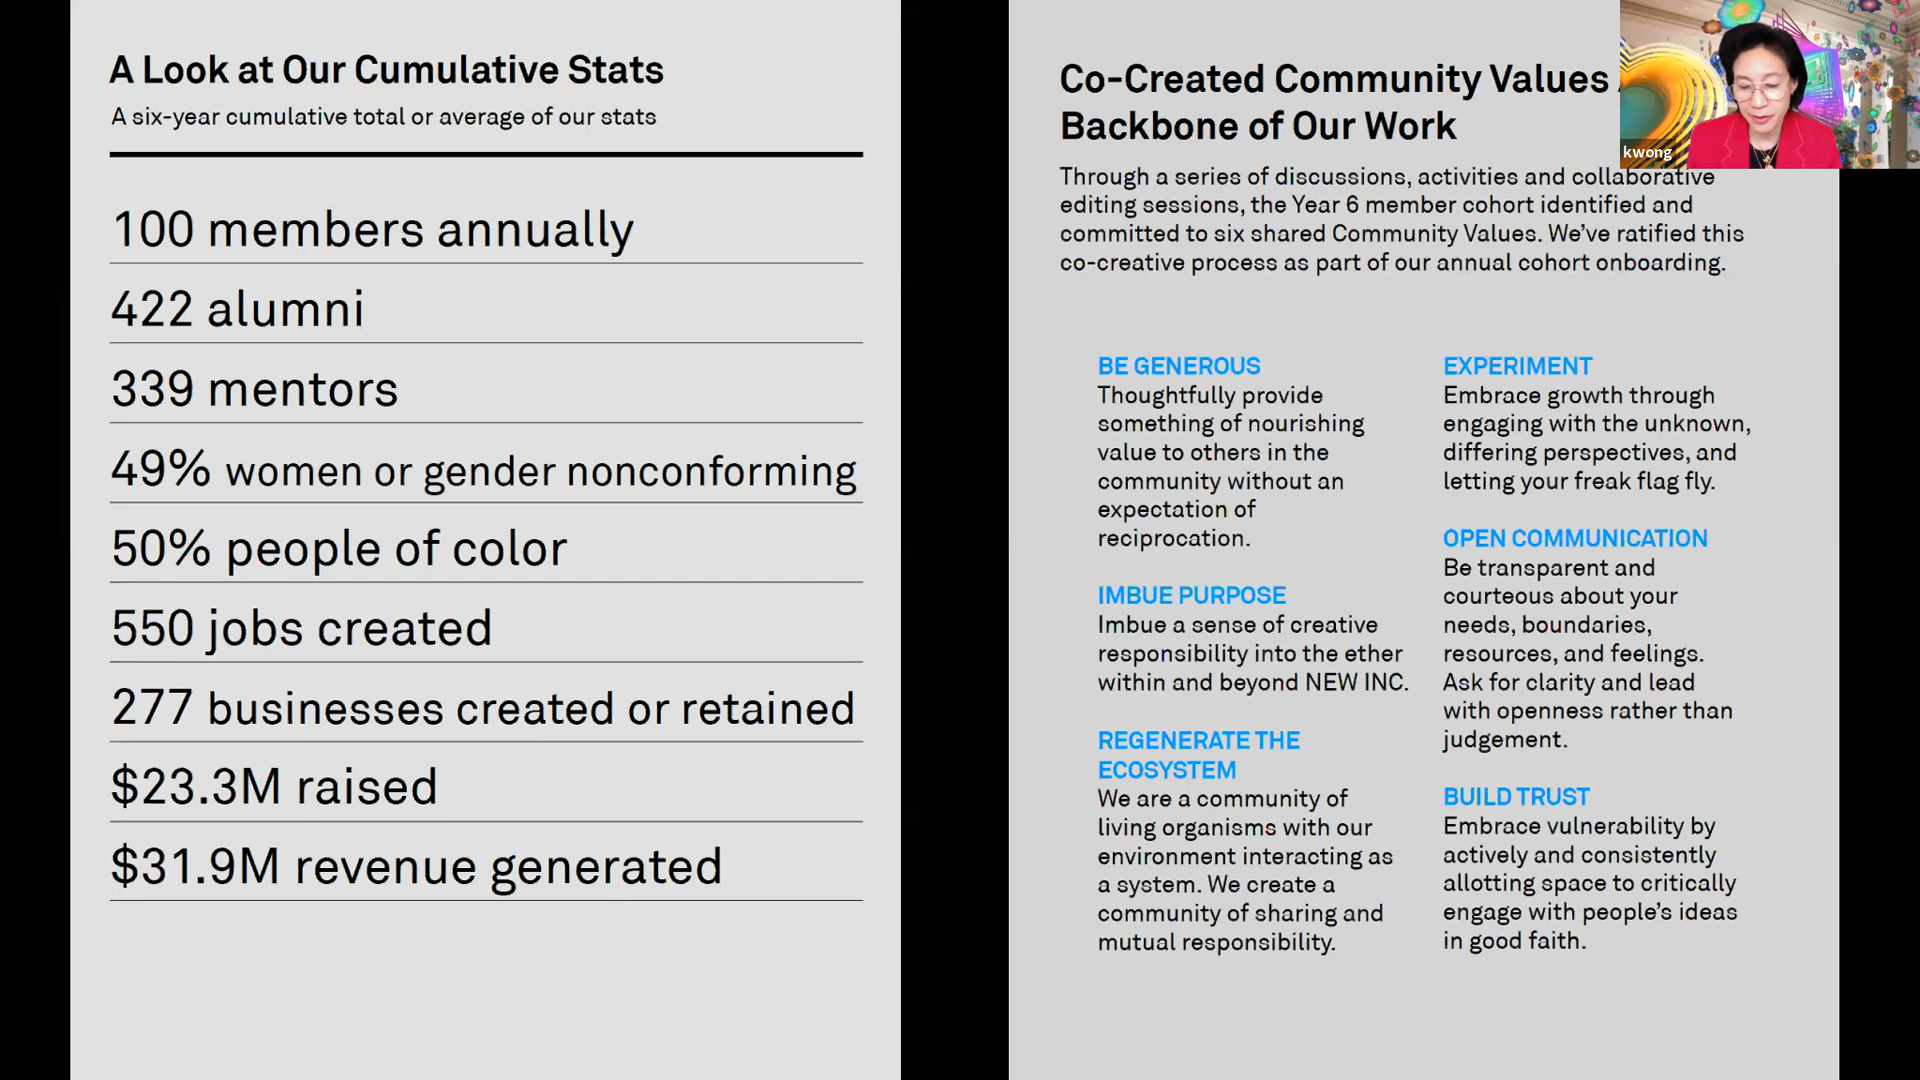 A Look at Our Cumulative Stats
A six-year cumulative total or average of our stats
100 members annually
422 alumni
339 mentors
49% women or gender nonconforming
50% people of color
550 jobs created
277 businesses created or retained
$23.3M raised
$31.9M revenue generated
Co-Created Community Values
Backbone of Our Work
Through a series of discussions, activities and collaborative
editing sessions, the Year 6 member cohort identified and
committed to six shared Community Values. We’ve ratified this
co-creative process as part of our annual cohort onboarding.
BE GENEROUS
Thoughtfully provide
something of nourishing
value to others in the
community without an
expectation of
reciprocation.
IMBUE PURPOSE
Imbue a sense of creative
responsibility into the ether
within and beyond NEW INC.
REGENERATE THE
ECOSYSTEM
We are a community of
living organisms with our
environment interacting as
a system. We create a
community of sharing and
mutual responsibility.
EXPERIMENT
Embrace growth through
engaging with the unknown,
differing perspectives, and
letting your freak flag fly.
OPEN COMMUNICATION
Be transparent and
courteous about your
needs, boundaries,
resources, and feelings.
Ask for clarity and lead
with openness rather than
judgement.
BUILD TRUST
Embrace vulnerability by
actively and consistently
allotting space to critically
engage with people’s ideas
in good faith.
kwong